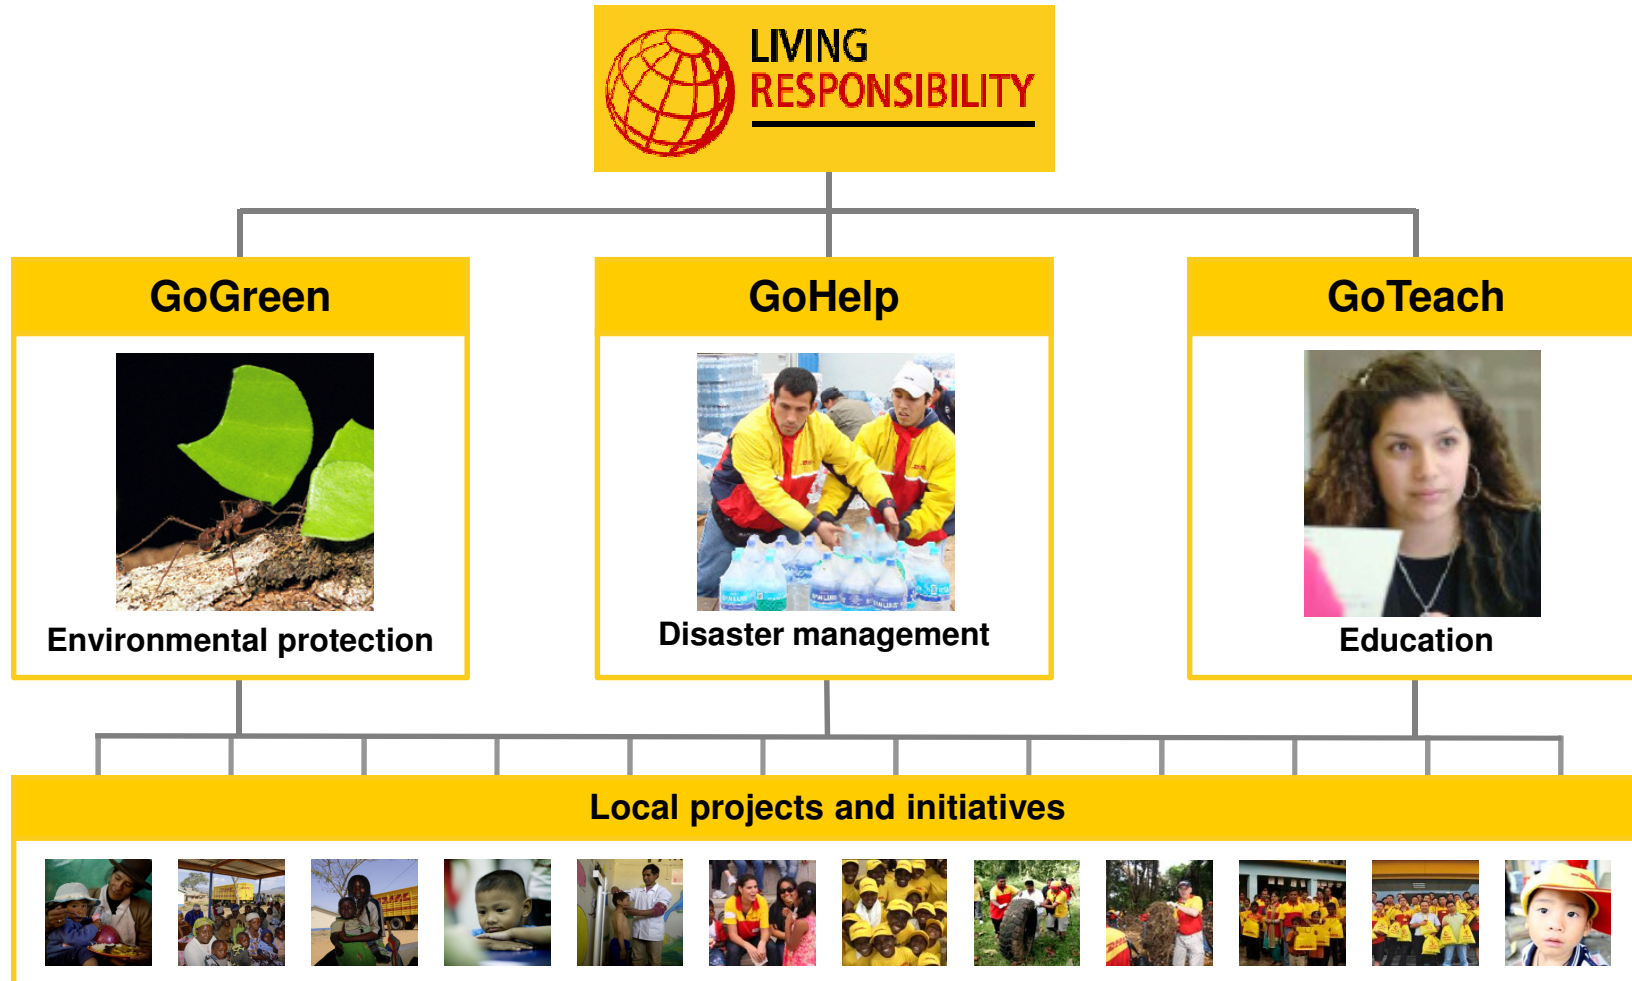 LIVING
RESPONSIBILITY
GoGreen
GoHelp
GoTeach
Environmental protection
Disaster management
Education
Local projects and initiatives